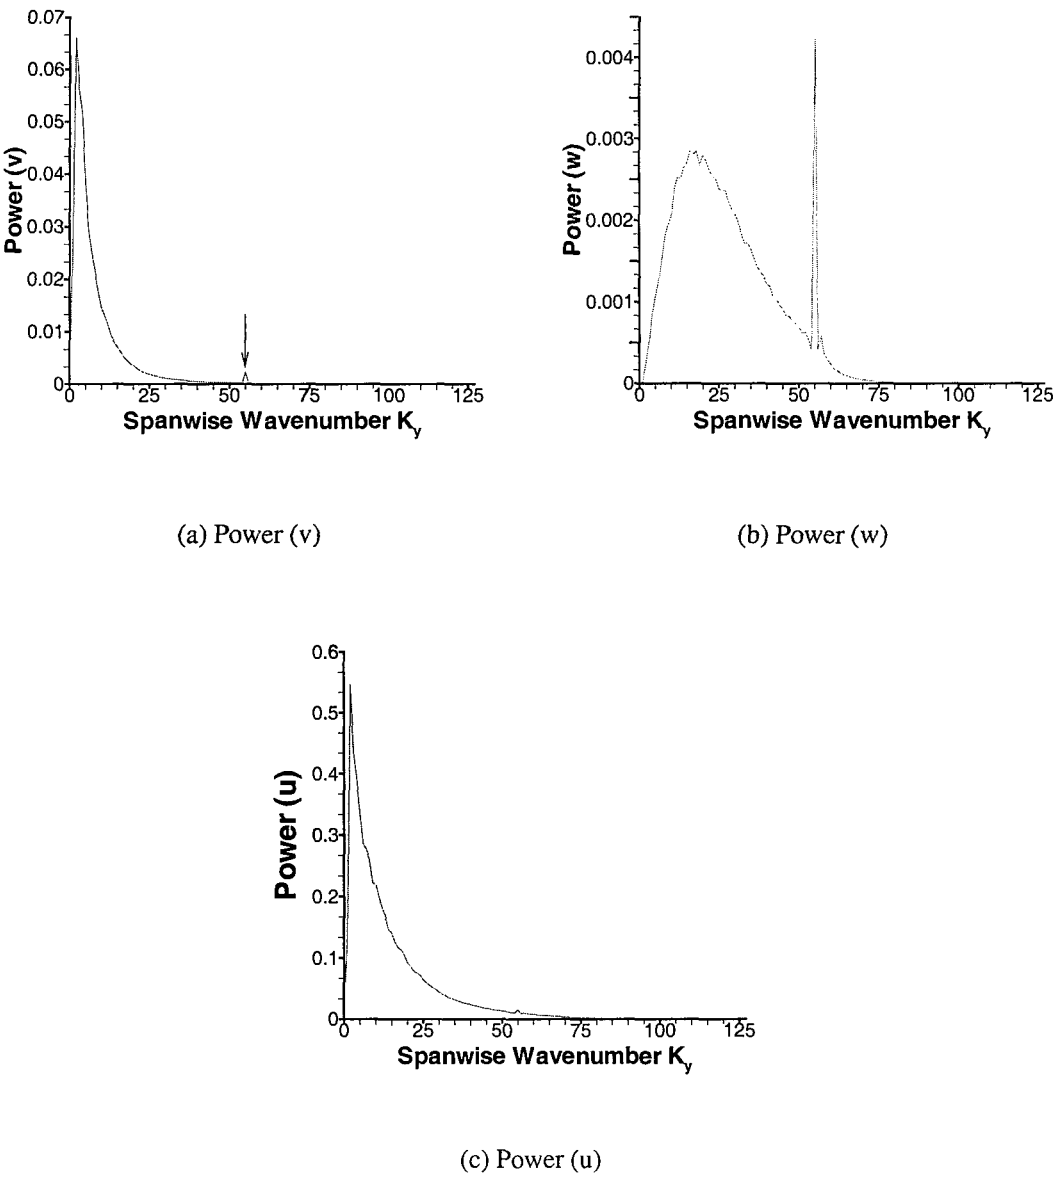 0.07
0.06
0.05
0.04
0.03
0.02
0.01
0
Power (v)
0 25 50 75 100 125
Spanwise Wavenumber Ky
0.004
0.003
0.002
0.001
0
Power (w)
0 25 50 75 100 125
Spanwise Wavenumber Ky
(a) Power (v)
(b) Power (w)
0.6
0.5
0.4
0.3
0.2
0.1
0
Power (u)
0 25 50 75 100 125
Spanwise Wavenumber Ky
(c) Power (u)